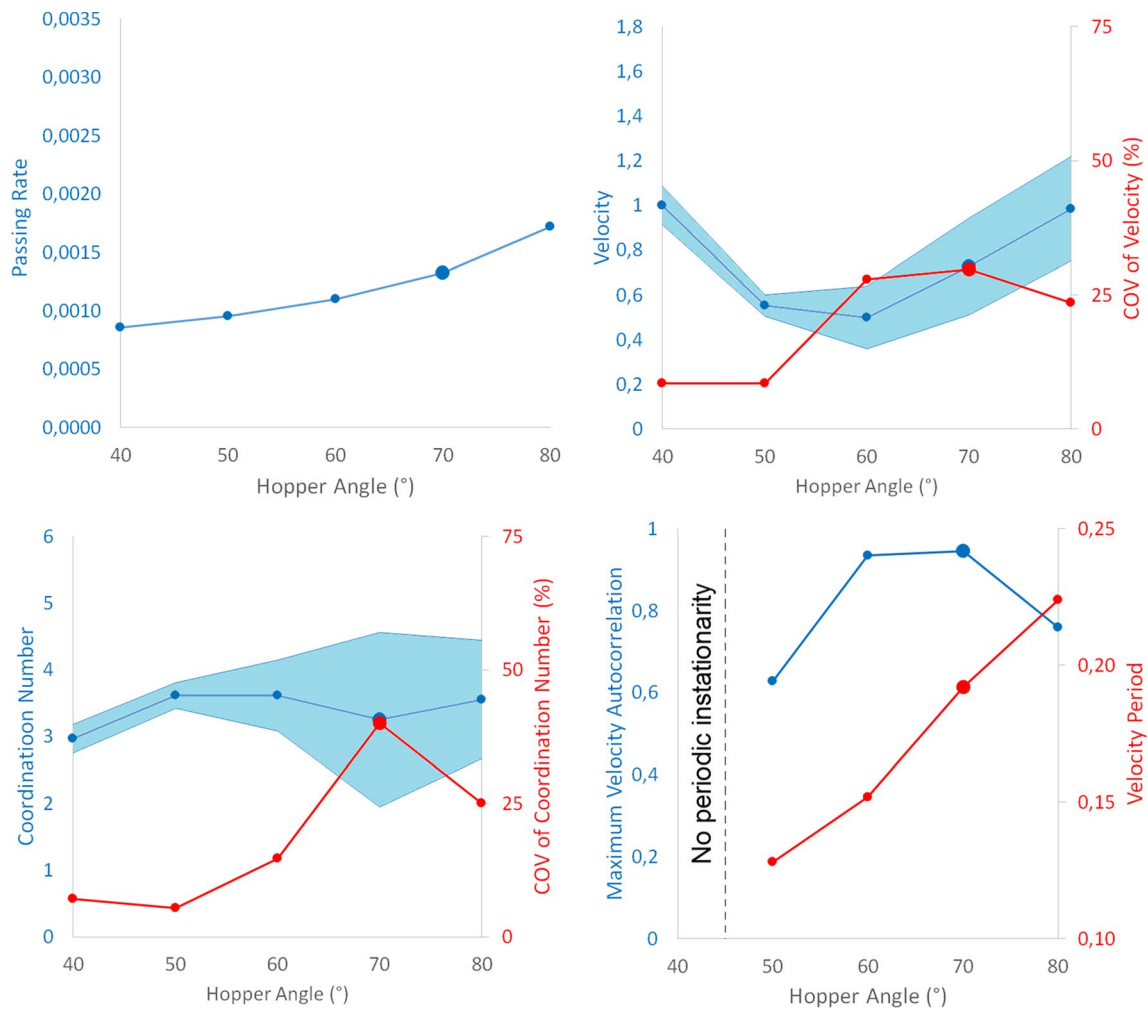 Passing Rate
0,0035
0,0030
0,0025
0,0020
0,0015
0,0010
0,0005
0,0000
40 50 60 70 80
Hopper Angle (°)
Velocity
1,8
1,6
1,4
1,2
1
0,8
0,6
0,4
0,2
0
COV of Velocity (%)
75
50
25
0
40 50 60 70 80
Hopper Angle (°)
Coordination Number
6
5
4
3
2
1
0
COV of Coordination Number (%)
75
50
25
0
40 50 60 70 80
Hopper Angle (°)
Maximum Velocity Autocorrelation
1
0,8
0,6
0,4
0,2
0
No periodic instationarity
Velocity Period
0,25
0,20
0,15
0,10
40 50 60 70 80
Hopper Angle (°)